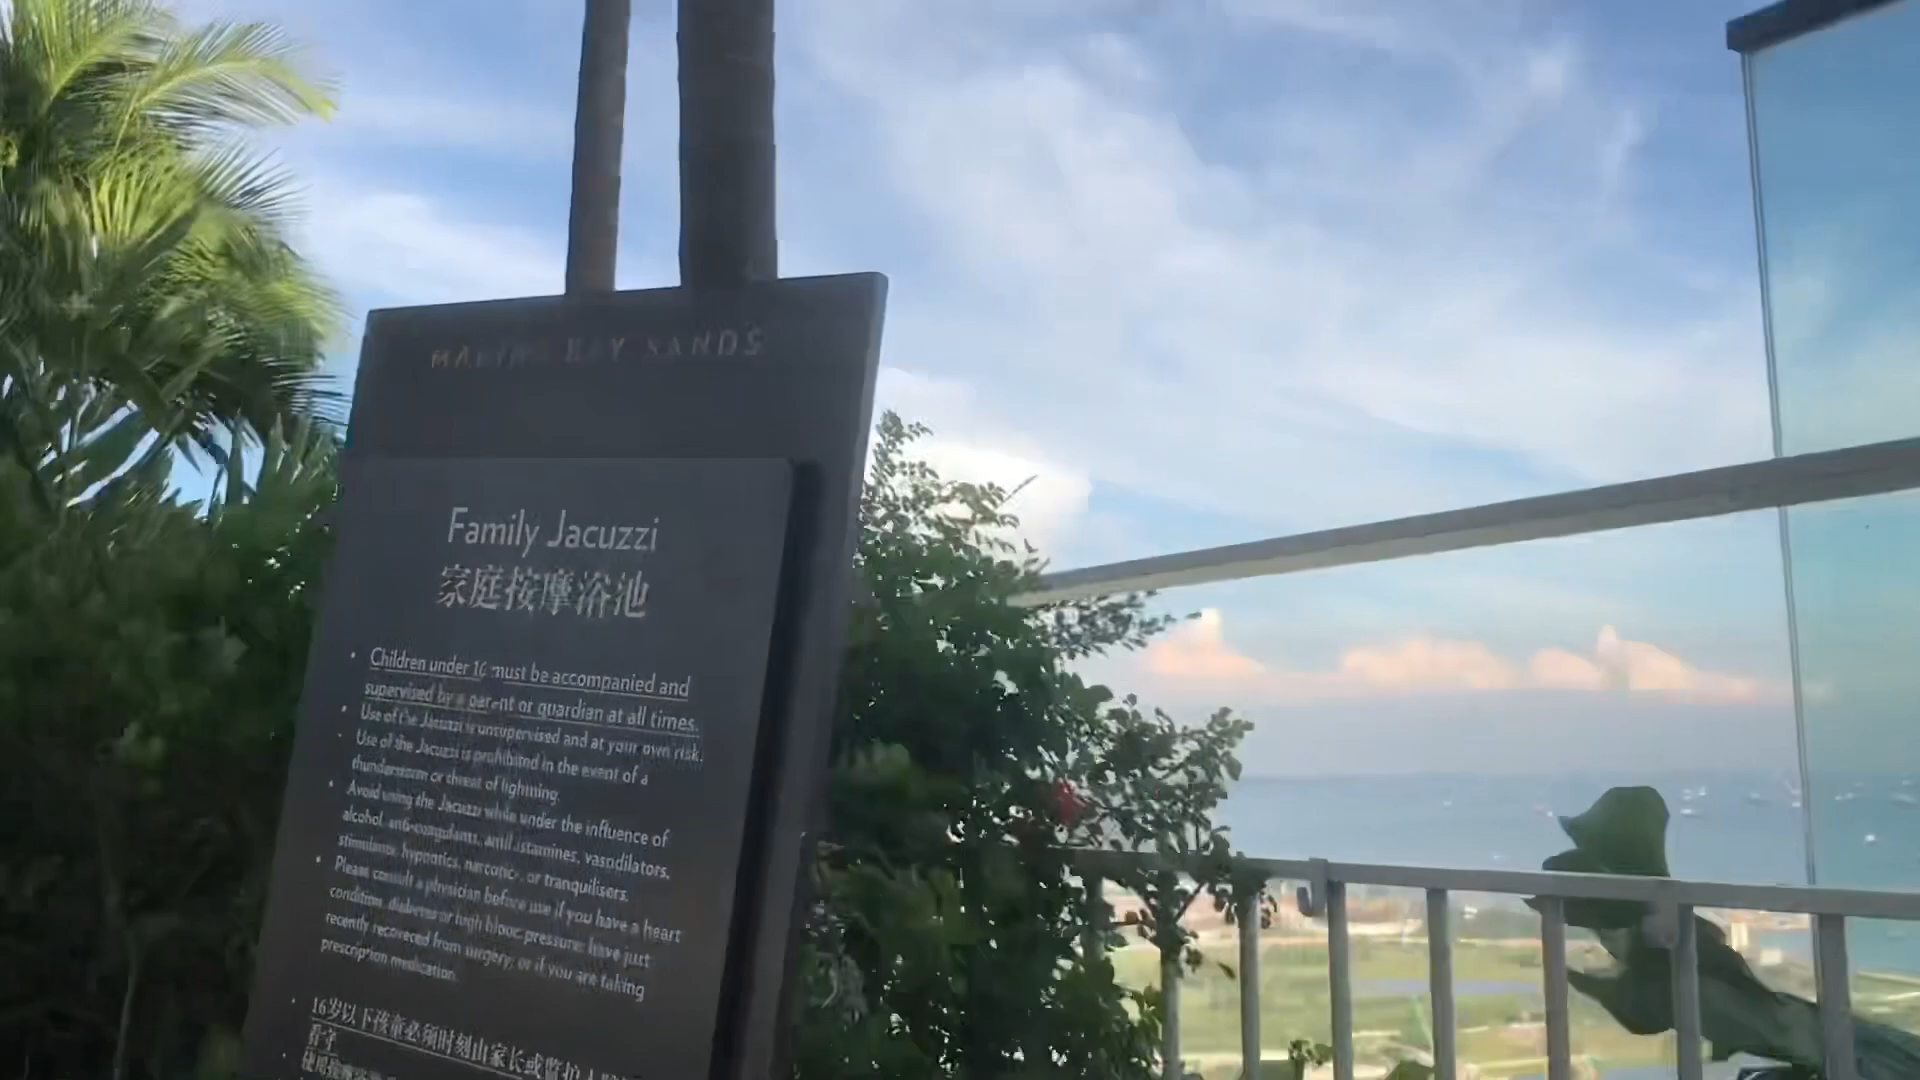 MARINA BAY SANDS
Family Jacuzzi
家庭按摩浴池
• Children under 16 must be accompanied and
supervised by a parent or guardian at all times.
• Use of the Jacuzzi is unsupervised and at your own risk.
• Use of the Jacuzzi is prohibited in the event of a
thunderstorm or threat of lightning.
• Avoid using the Jacuzzi while under the influence of
alcohol, anti-coagulants, antihistamines, vasodilators,
stimulants, hypnotics, narcotics, or tranquilisers.
• Please consult a physician before use if you have a heart
condition, diabetes or high blood pressure; have just
recently recovered from surgery; or if you are taking
prescription medication.
• 16岁以下孩童必须时刻由家长或监护人
看守